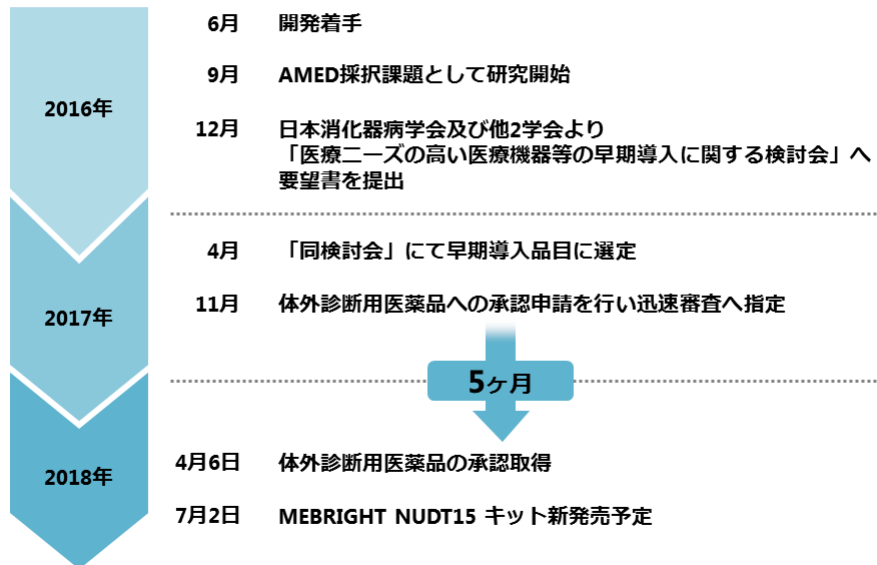 2016年
6月 開発着手
9月 AMED採択課題として研究開始
12月 日本消化器病学会及び他2学会より
「医療ニーズの高い医療機器等の早期導入に関する検討会」へ
要望書を提出
2017年
4月 「同検討会」にて早期導入品目に選定
11月 体外診断用医薬品への承認申請を行い迅速審査へ指定
5ヶ月
2018年
4月6日 体外診断用医薬品の承認取得
7月2日 MEBRIGHT NUDT15 キット新発売予定